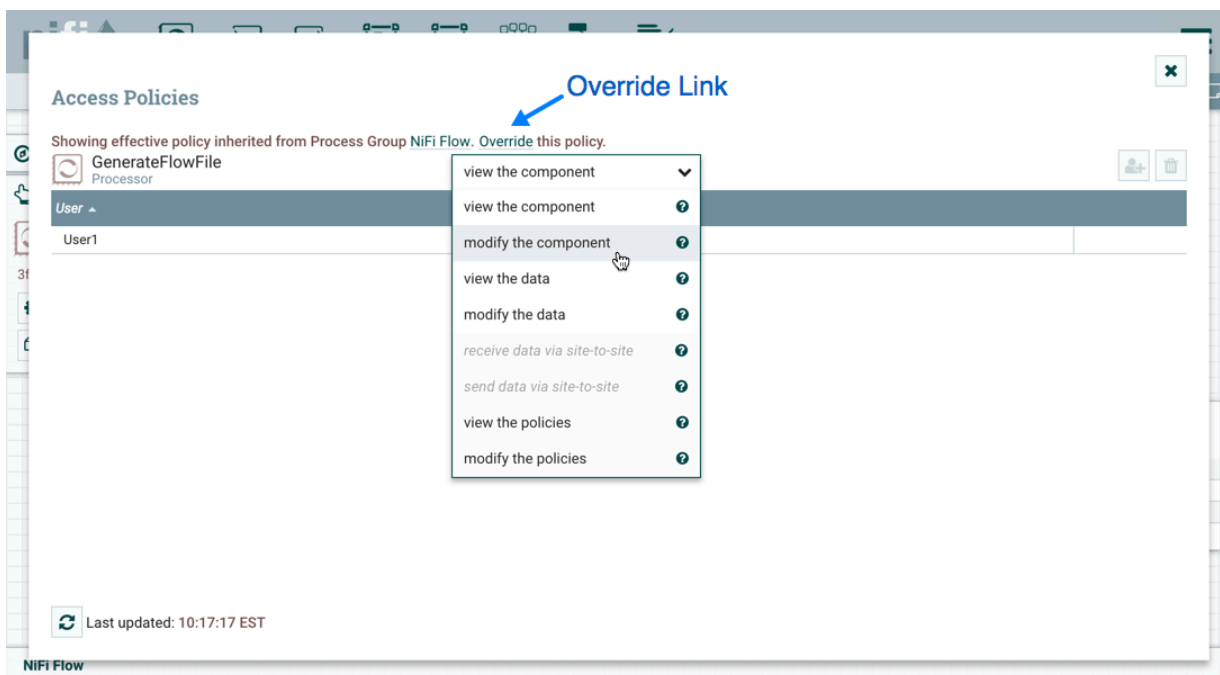 Override Link
Access Policies
Showing effective policy inherited from Process Group NiFi Flow. Override this policy.
GenerateFlowFile
Processor
view the component
User
view the component
User1
modify the component
view the data
modify the data
receive data via site-to-site
send data via site-to-site
view the policies
modify the policies
Last updated: 10:17:17 EST
NiFi Flow